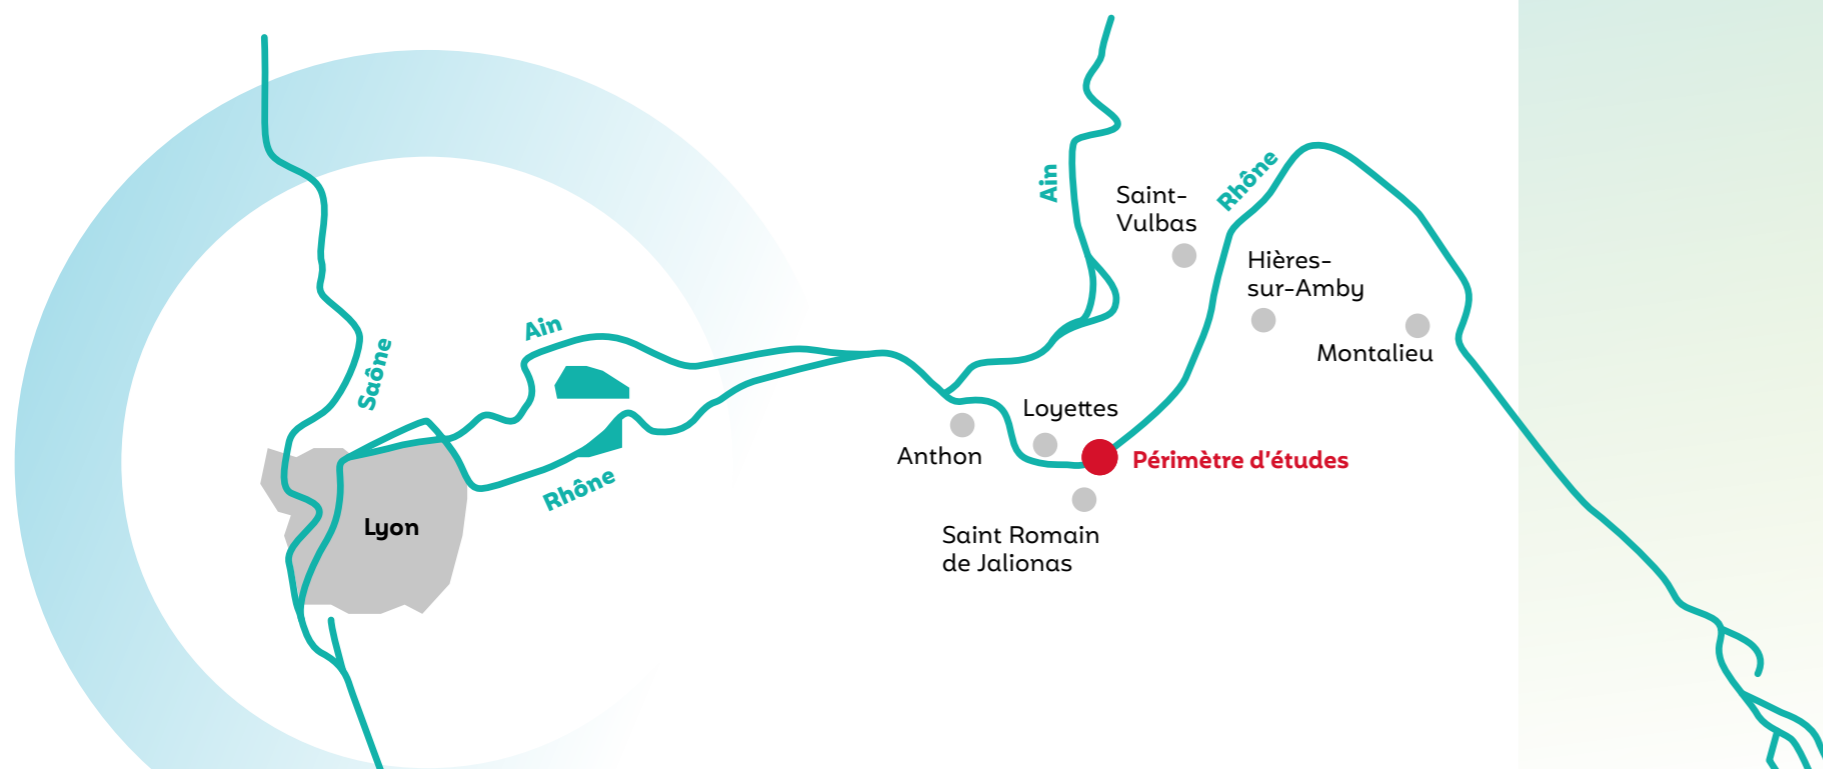 Ain
Saint-
Vulbas
Rhône
Hières-
sur-Amby
Montalieu
Ain
Saône
Loyettes
Anthon
Périmètre d'études
Rhône
Lyon
Saint Romain
de Jalionas